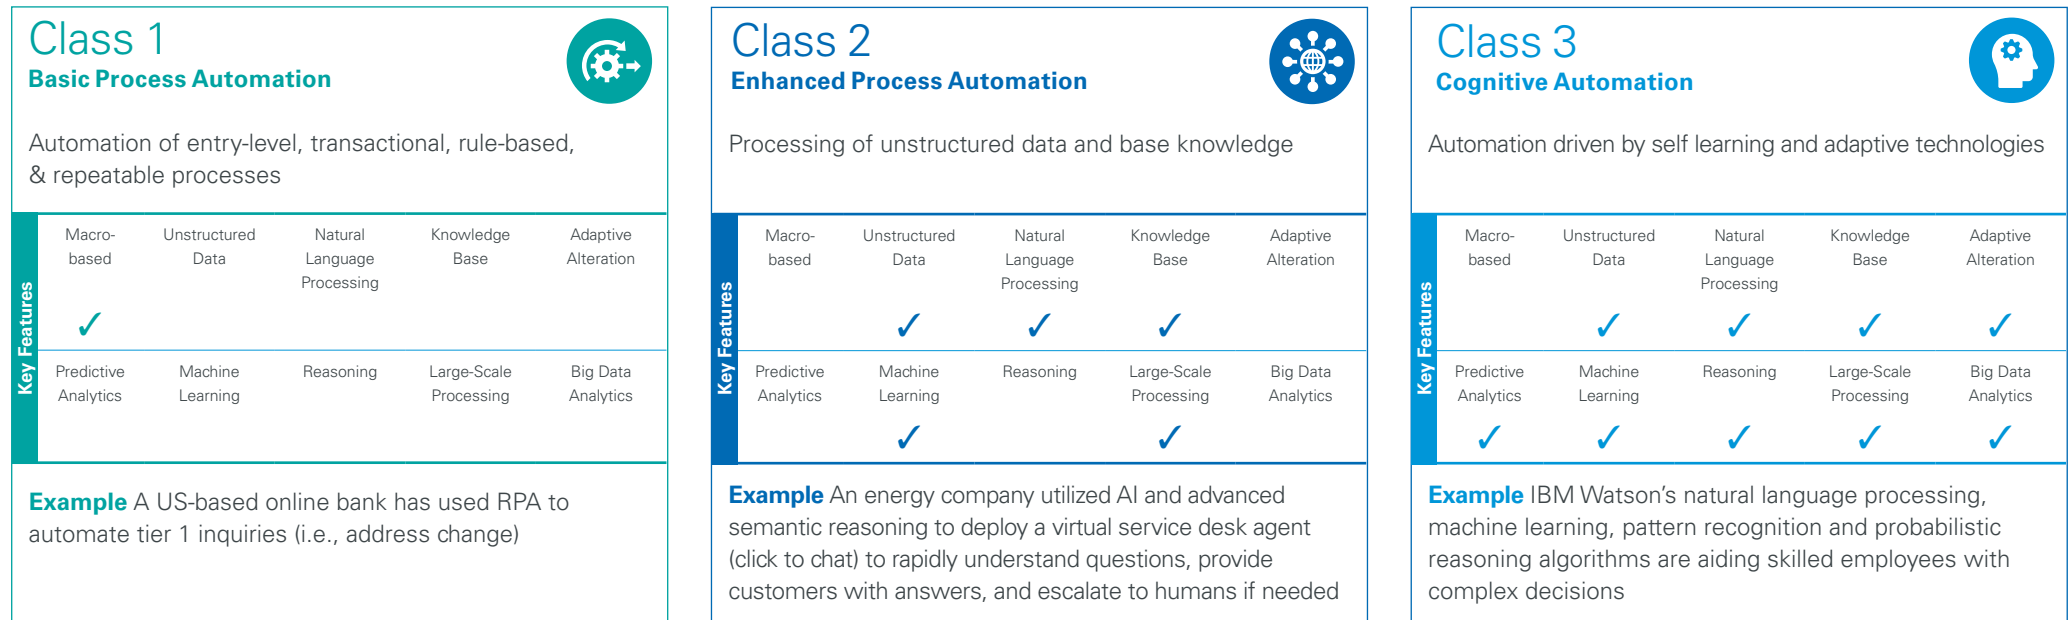 Class 1
Basic Process Automation
Automation of entry-level, transactional, rule-based,
& repeatable processes
Key Features
Macro-
based
Unstructured
Data
Natural
Language
Processing
Knowledge
Base
Adaptive
Alteration
✓
Predictive
Analytics
Machine
Learning
Reasoning
Large-Scale
Processing
Big Data
Analytics
Example A US-based online bank has used RPA to
automate tier 1 inquiries (i.e., address change)
Class 2
Enhanced Process Automation
Processing of unstructured data and base knowledge
Key Features
Macro-
based
Unstructured
Data
Natural
Language
Processing
Knowledge
Base
Adaptive
Alteration
✓ ✓ ✓
Predictive
Analytics
Machine
Learning
Reasoning
Large-Scale
Processing
Big Data
Analytics
✓ ✓
Example An energy company utilized AI and advanced
semantic reasoning to deploy a virtual service desk agent
(click to chat) to rapidly understand questions, provide
customers with answers, and escalate to humans if needed
Class 3
Cognitive Automation
Automation driven by self learning and adaptive technologies
Key Features
Macro-
based
Unstructured
Data
Natural
Language
Processing
Knowledge
Base
Adaptive
Alteration
✓ ✓ ✓ ✓
Predictive
Analytics
Machine
Learning
Reasoning
Large-Scale
Processing
Big Data
Analytics
✓ ✓ ✓ ✓ ✓
Example IBM Watson's natural language processing,
machine learning, pattern recognition and probabilistic
reasoning algorithms are aiding skilled employees with
complex decisions